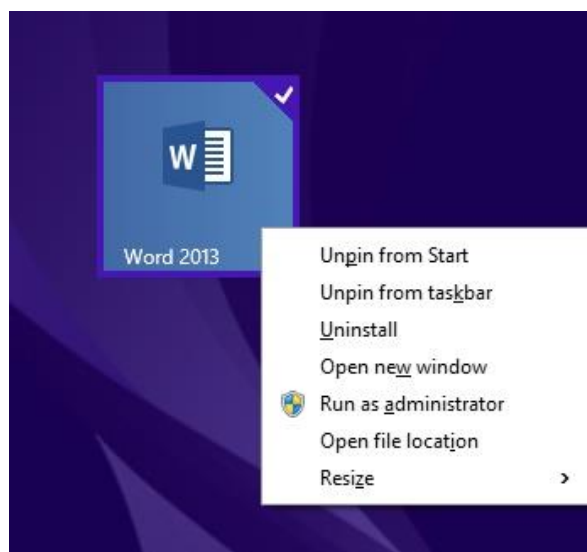 W
Word 2013
Unpin from Start
Unpin from taskbar
Uninstall
Open new window
Run as administrator
Open file location
Resize